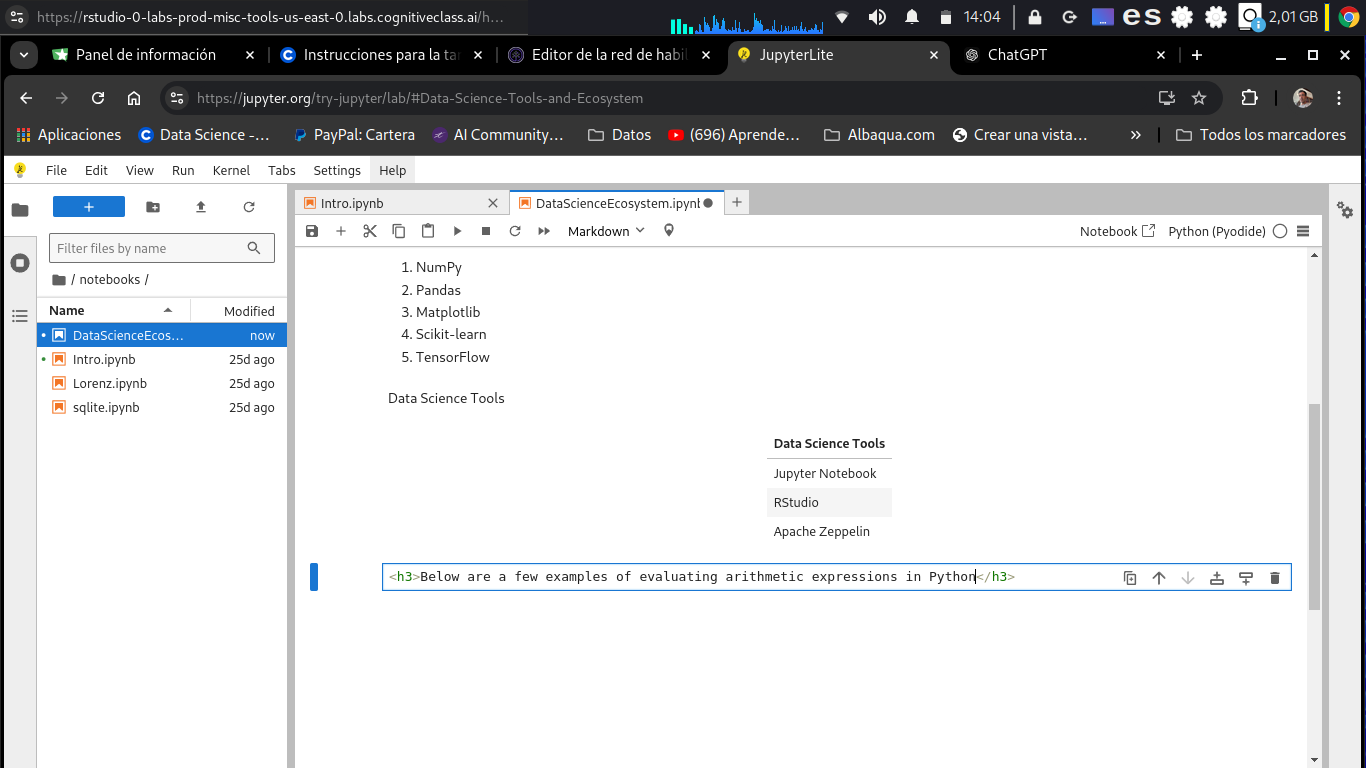 https://rstudio-0-labs-prod-misc-tools-us-east-0.labs.cognitiveclass.ai/h…
14:04
es
2,01 GB
Panel de información
Instrucciones para la tar
Editor de la red de habil
JupyterLite
ChatGPT
https://jupyter.org/try-jupyter/lab/#Data-Science-Tools-and-Ecosystem
Aplicaciones
Data Science -…
PayPal: Cartera
AI Community…
Datos
(696) Aprende…
Albaqua.com
Crear una vista…
»
Todos los marcadores
File Edit View Run Kernel Tabs Settings Help
Filter files by name
/ notebooks /
Name Modified
DataScienceEcos… now
Intro.ipynb 25d ago
Lorenz.ipynb 25d ago
sqlite.ipynb 25d ago
Intro.ipynb
DataScienceEcosystem.ipynb
Markdown
Notebook
Python (Pyodide)
1. NumPy
2. Pandas
3. Matplotlib
4. Scikit-learn
5. TensorFlow
Data Science Tools
Data Science Tools
Jupyter Notebook
RStudio
Apache Zeppelin
<h3>Below are a few examples of evaluating arithmetic expressions in Python</h3>